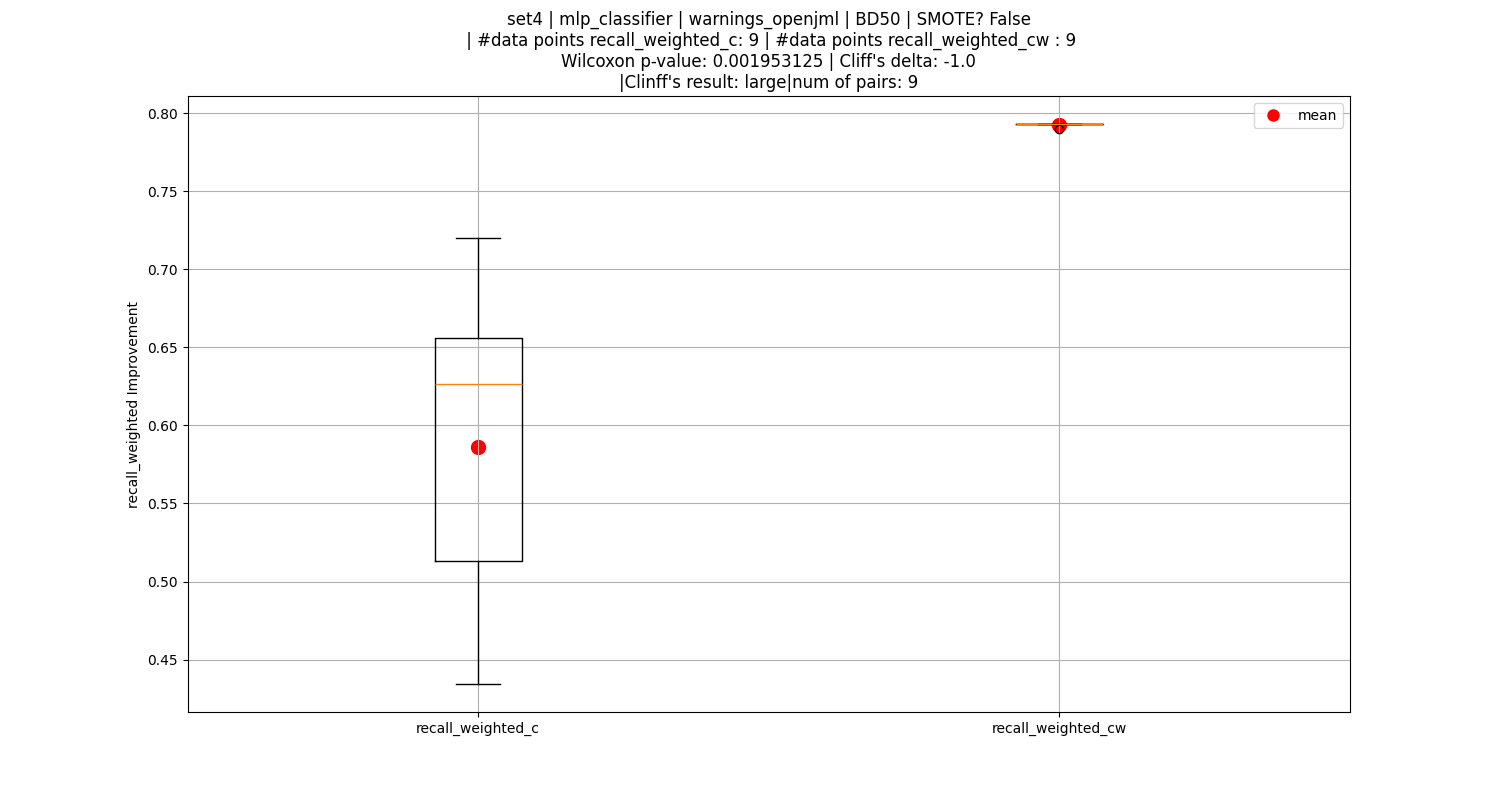 set4 | mlp_classifier | warnings_openjml | BD50 | SMOTE? False
| #data points recall_weighted_c: 9 | #data points recall_weighted_cw : 9
Wilcoxon p-value: 0.001953125 | Cliff's delta: -1.0
|Clinff's result: large|num of pairs: 9
mean
0.80
0.75
0.70
0.65
0.60
0.55
0.50
0.45
recall_weighted Improvement
recall_weighted_c
recall_weighted_cw